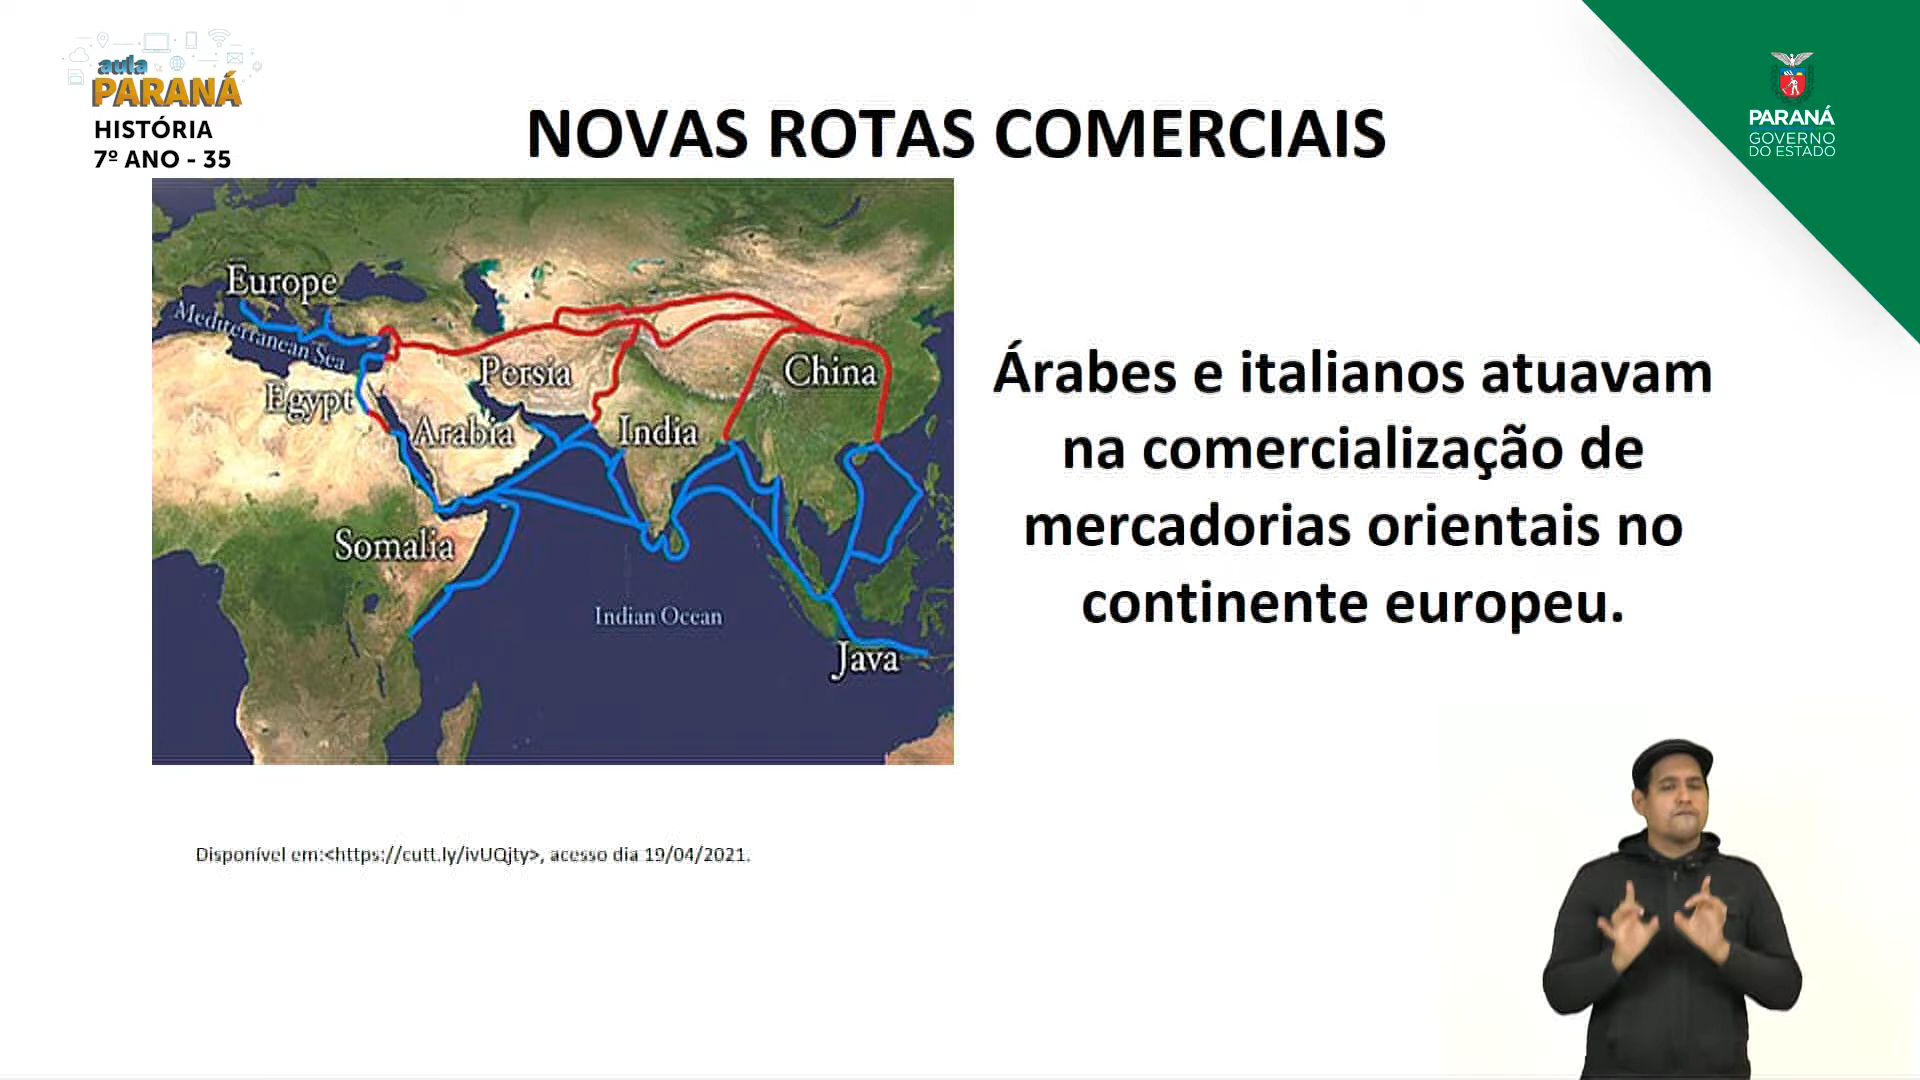 aula
PARANÁ
HISTÓRIA
7º ANO - 35
NOVAS ROTAS COMERCIAIS
PARANÁ
GOVERNO
DO ESTADO
Europe
Mediterranean Sea
Egypt
Persia
China
Arabia
India
Somalia
Indian Ocean
Java
Árabes e italianos atuavam
na comercialização de
mercadorias orientais no
continente europeu.
Disponível em:<https://cutt.ly/ivUQjty>, acesso dia 19/04/2021.